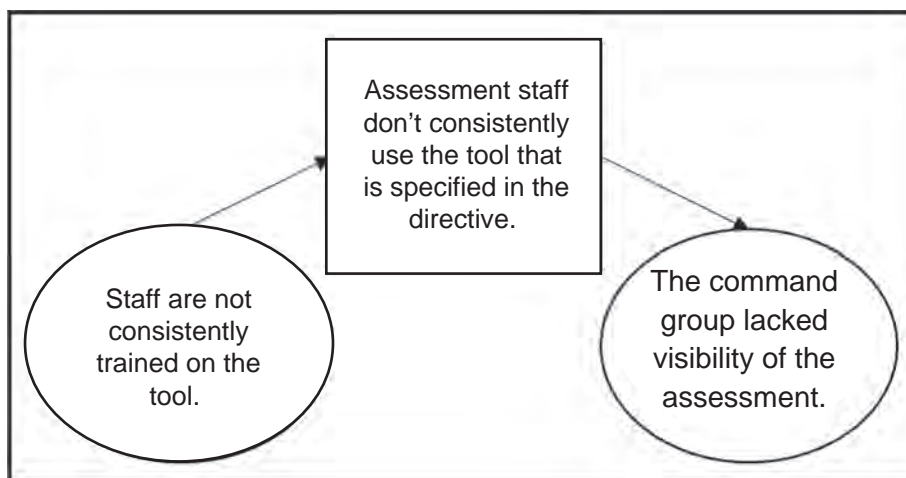 Assessment staff
don’t consistently
use the tool that
is specified in the
directive.
Staff are not
consistently
trained on the
tool.
The command
group lacked
visibility of the
assessment.